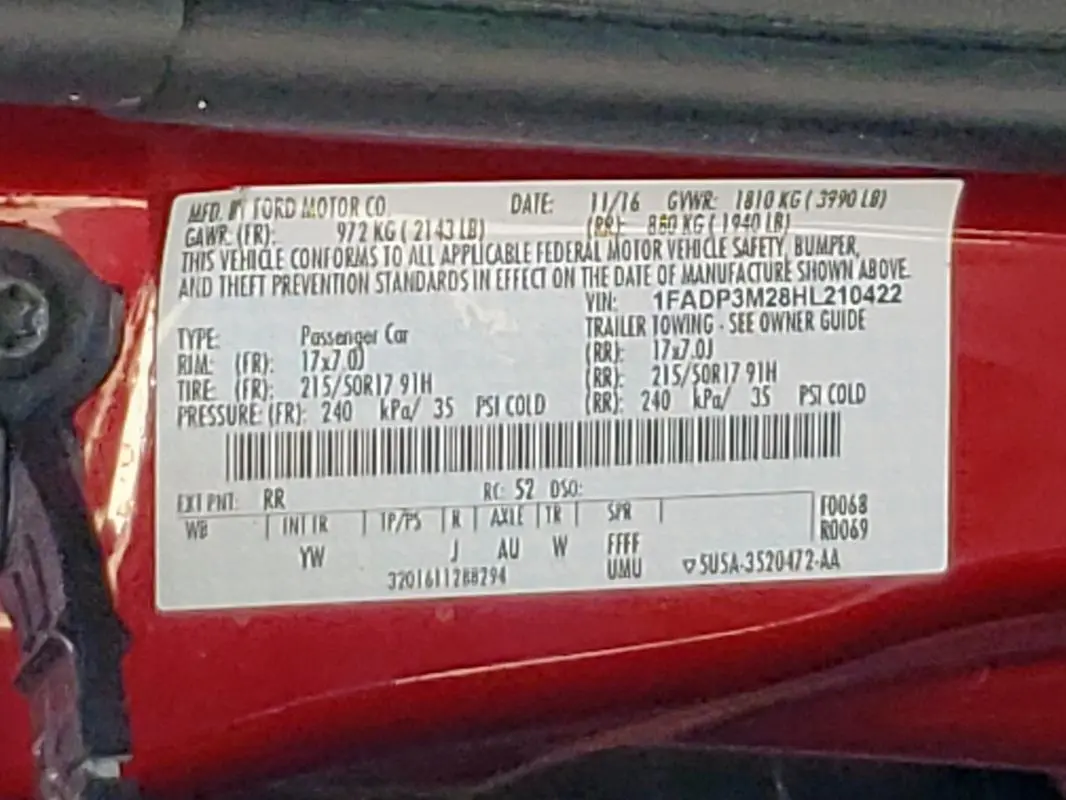 MFD. BY FORD MOTOR CO. DATE: 11/16 GVWR: 1810 KG ( 3990 LB)
GAWR (FR): 972 KG ( 2143 LB) (RR): 880 KG ( 1940 LB)
THIS VEHICLE CONFORMS TO ALL APPLICABLE FEDERAL MOTOR VEHICLE SAFETY, BUMPER,
AND THEFT PREVENTION STANDARDS IN EFFECT ON THE DATE OF MANUFACTURE SHOWN ABOVE.
VIN: 1FADP3M28HL210422
TYPE: Passenger Car TRAILER TOWING - SEE OWNER GUIDE
RIM: (FR): 17x7.0J (RR): 17x7.0J
TIRE: (FR): 215/50R17 91H (RR): 215/50R17 91H
PRESSURE: (FR): 240 kPa/ 35 PSI COLD (RR): 240 kPa/ 35 PSI COLD
EXT PNT: RR RC: 52 DSO:
WB INT TR TP/PS R AXLE TR SPR F0068
R0069
YW J AU W FFFF
UMU
3201611288294 5U5A-3520472-AA